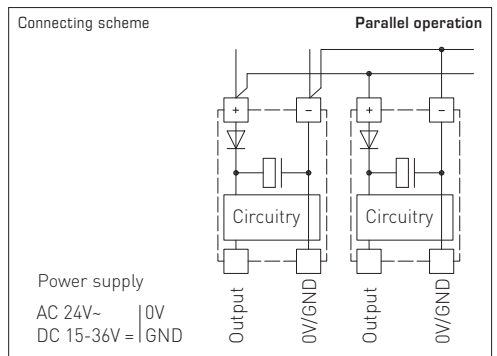 Connecting scheme
Parallel operation
+
–
+
–
Circuitry
Circuitry
Power supply
AC 24V~ 0V
DC 15-36V = GND
Output
0V/GND
Output
0V/GND